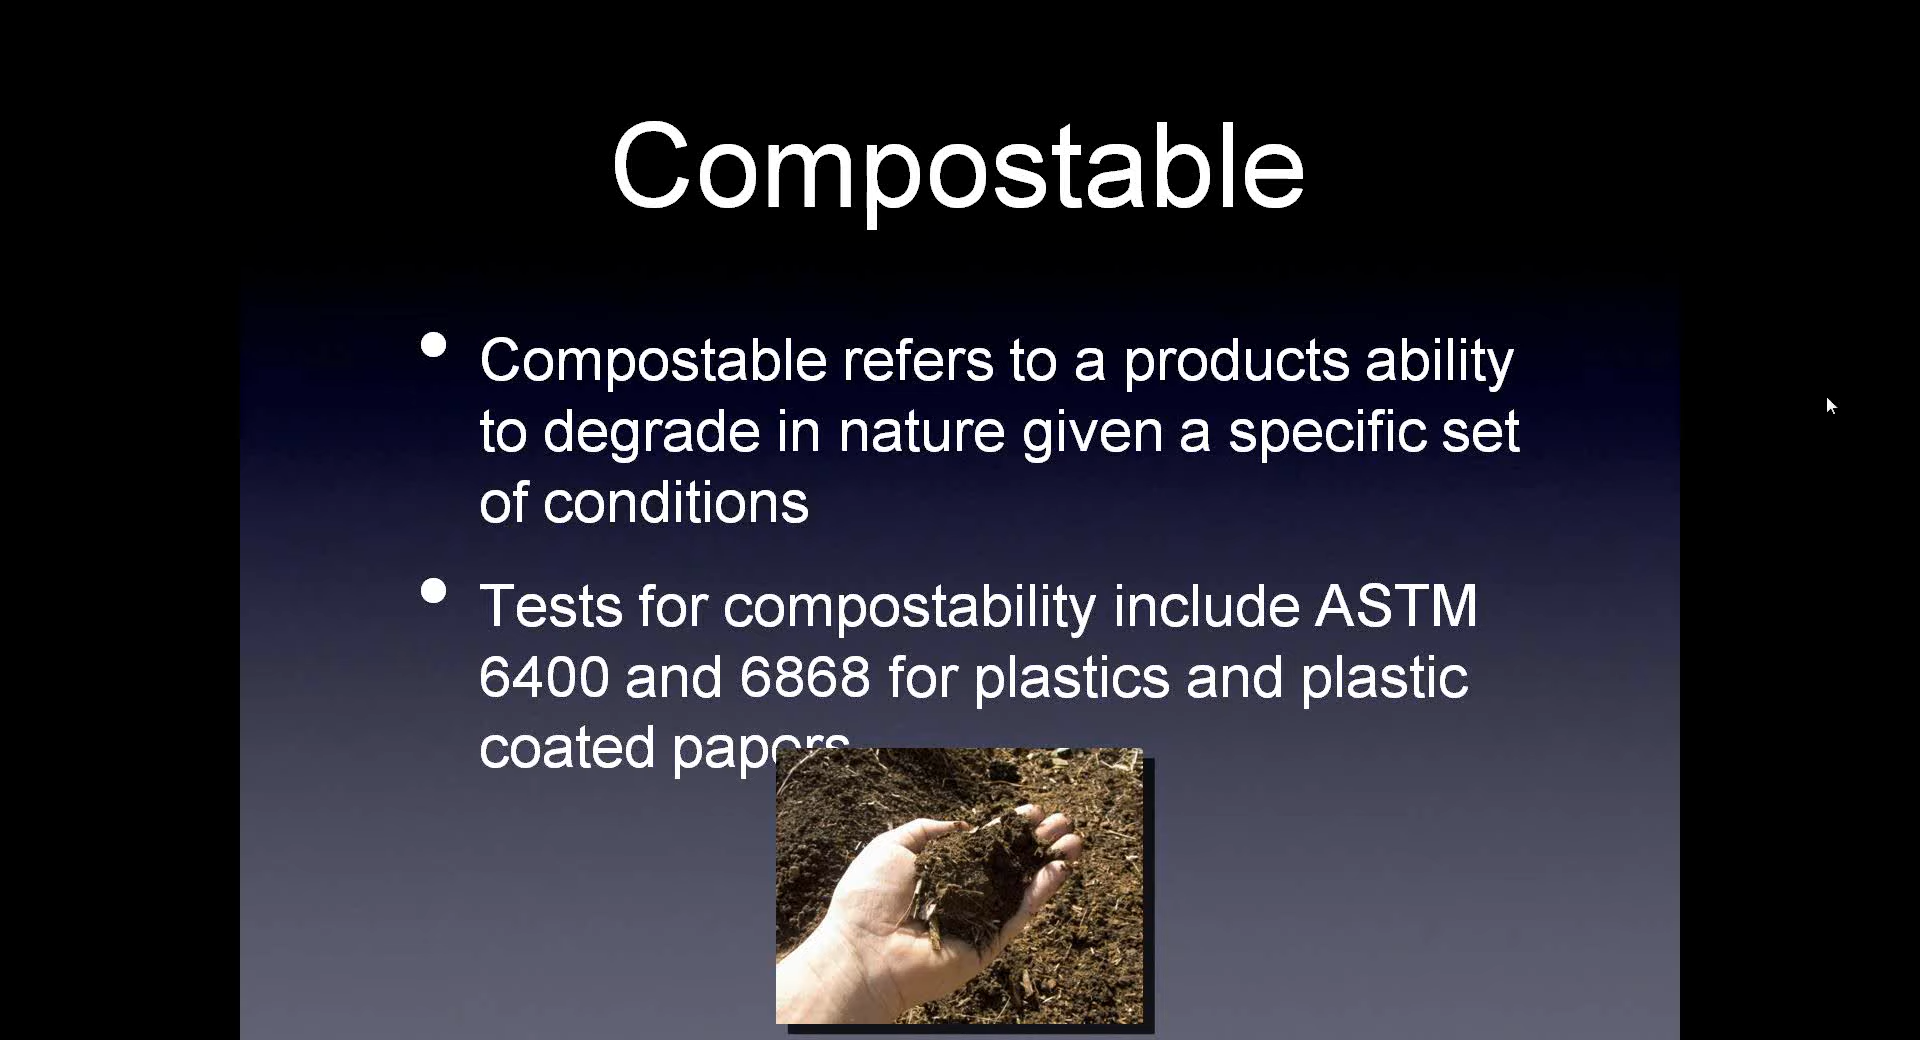 Compostable
• Compostable refers to a products ability
to degrade in nature given a specific set
of conditions
• Tests for compostability include ASTM
6400 and 6868 for plastics and plastic
coated papers